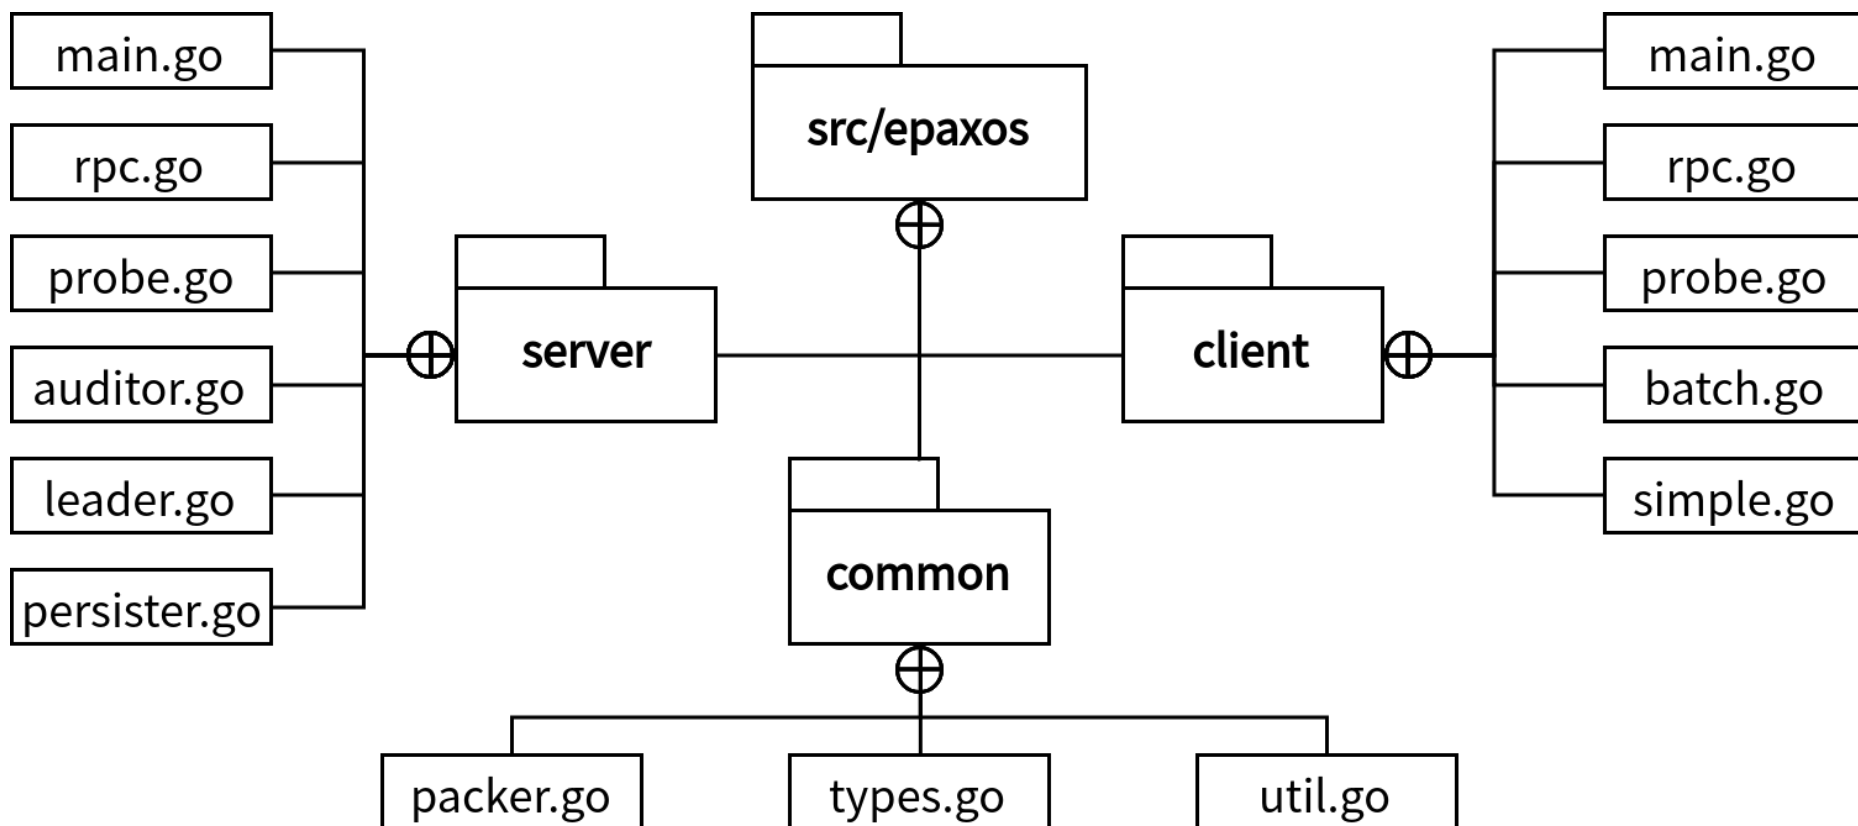 main.go
rpc.go
probe.go
auditor.go
leader.go
persister.go
src/epaxos
server
client
common
packer.go
types.go
util.go
main.go
rpc.go
probe.go
batch.go
simple.go